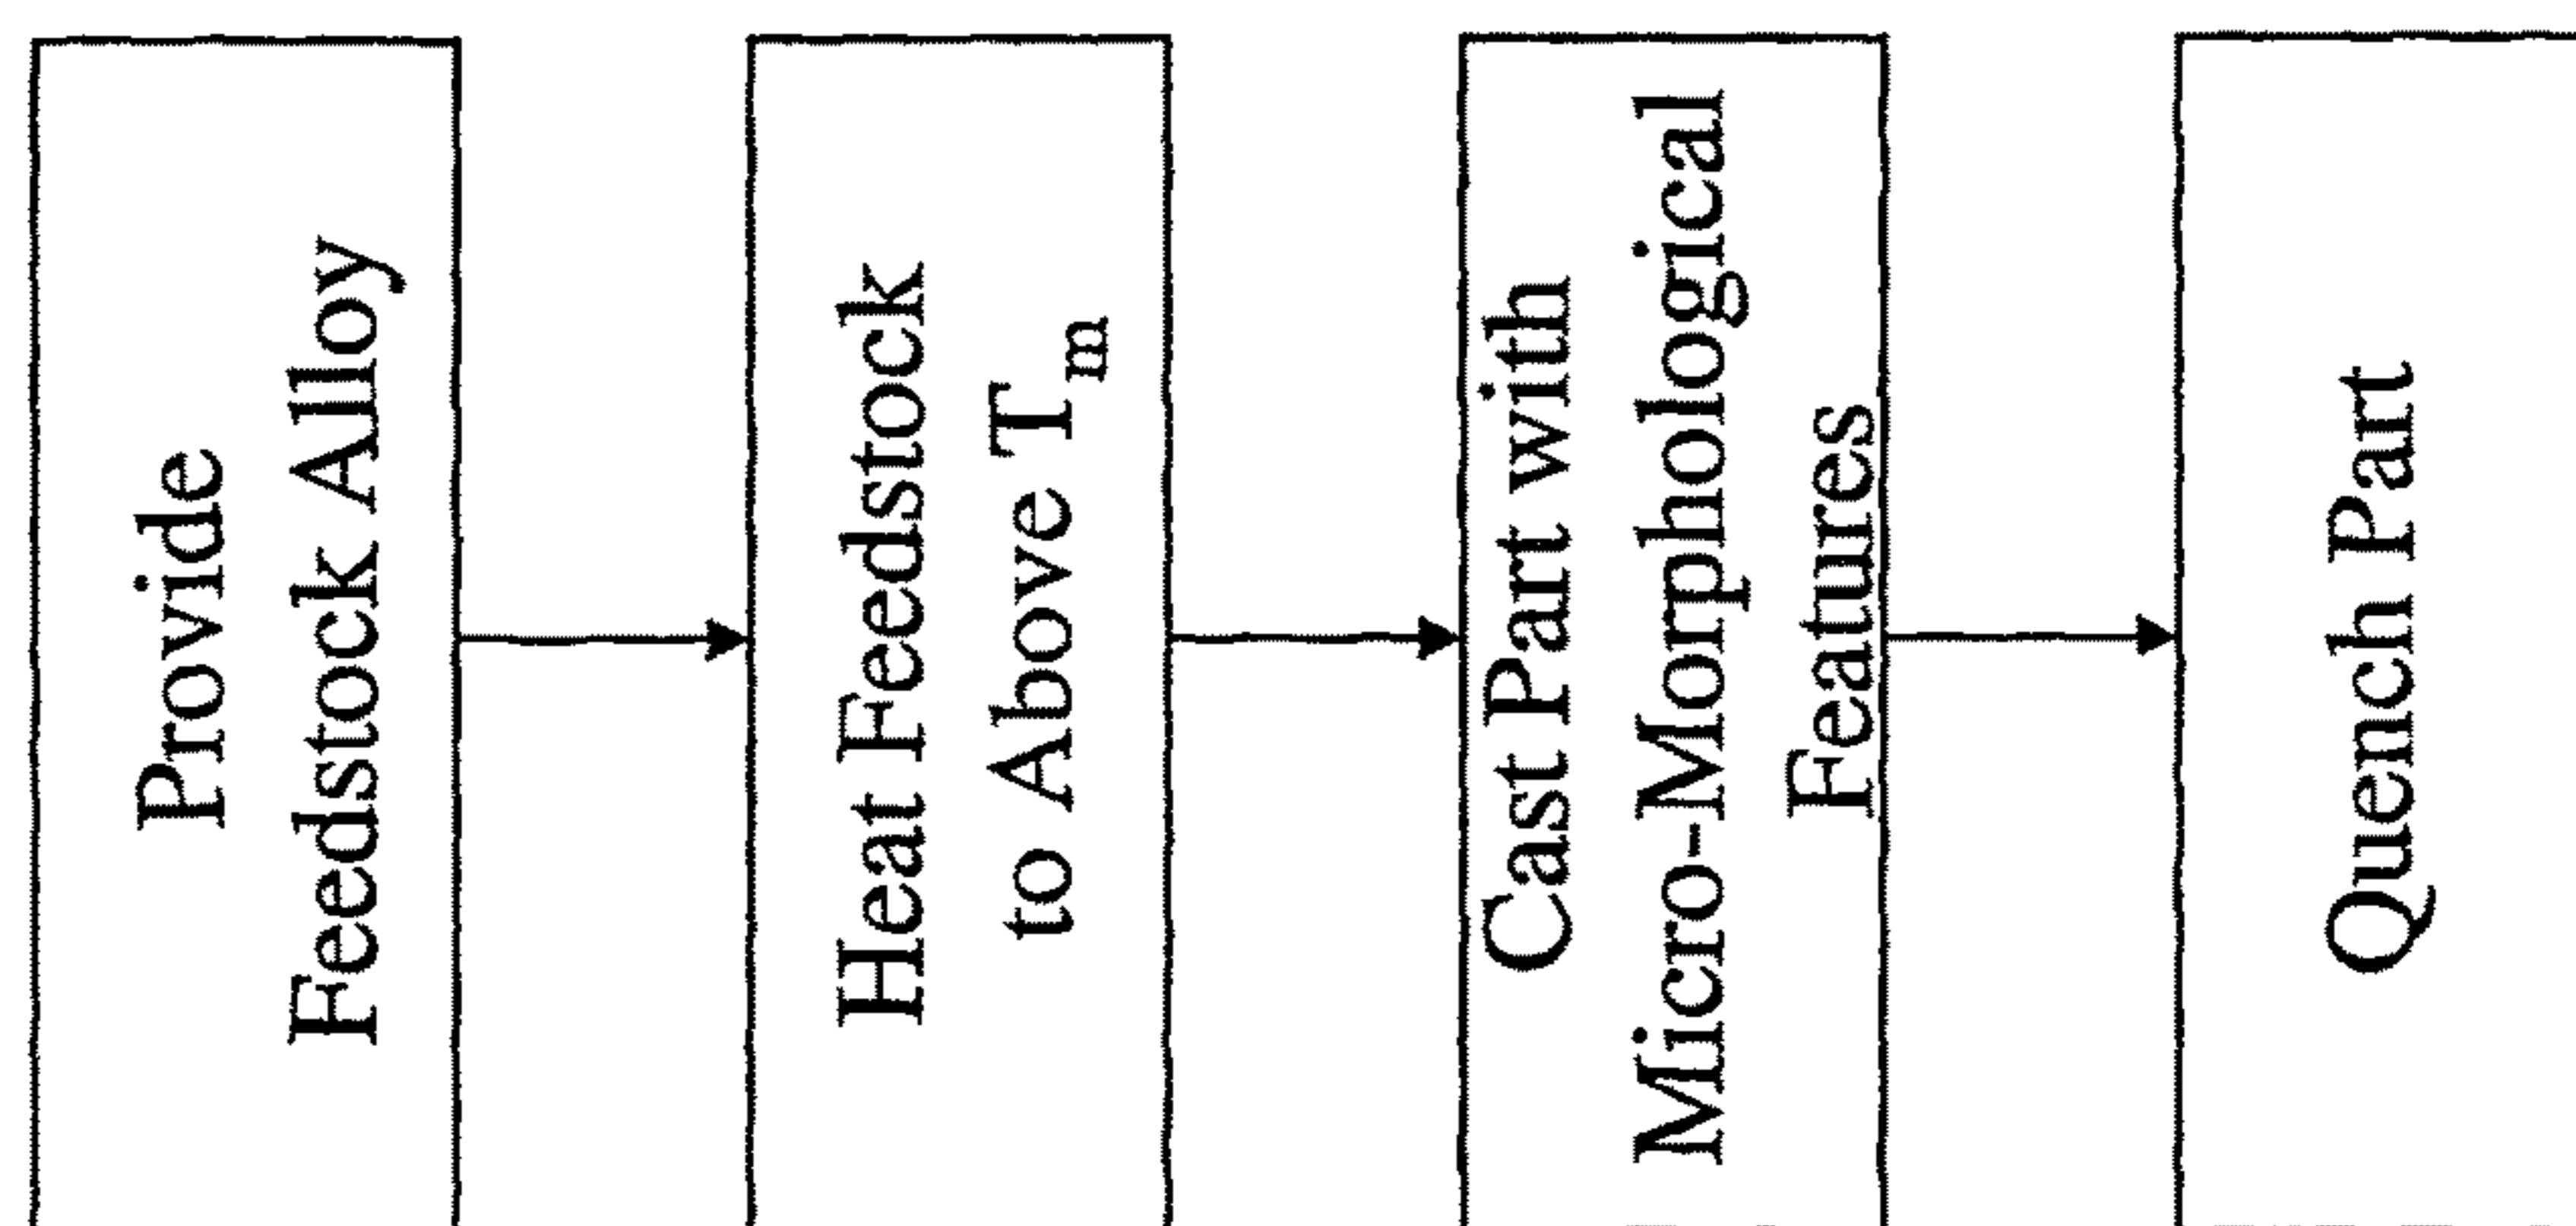 Provide
Feedstock Alloy
Heat Feedstock
to Above Tm
Cast Part with
Micro-Morphological
Features
Quench Part